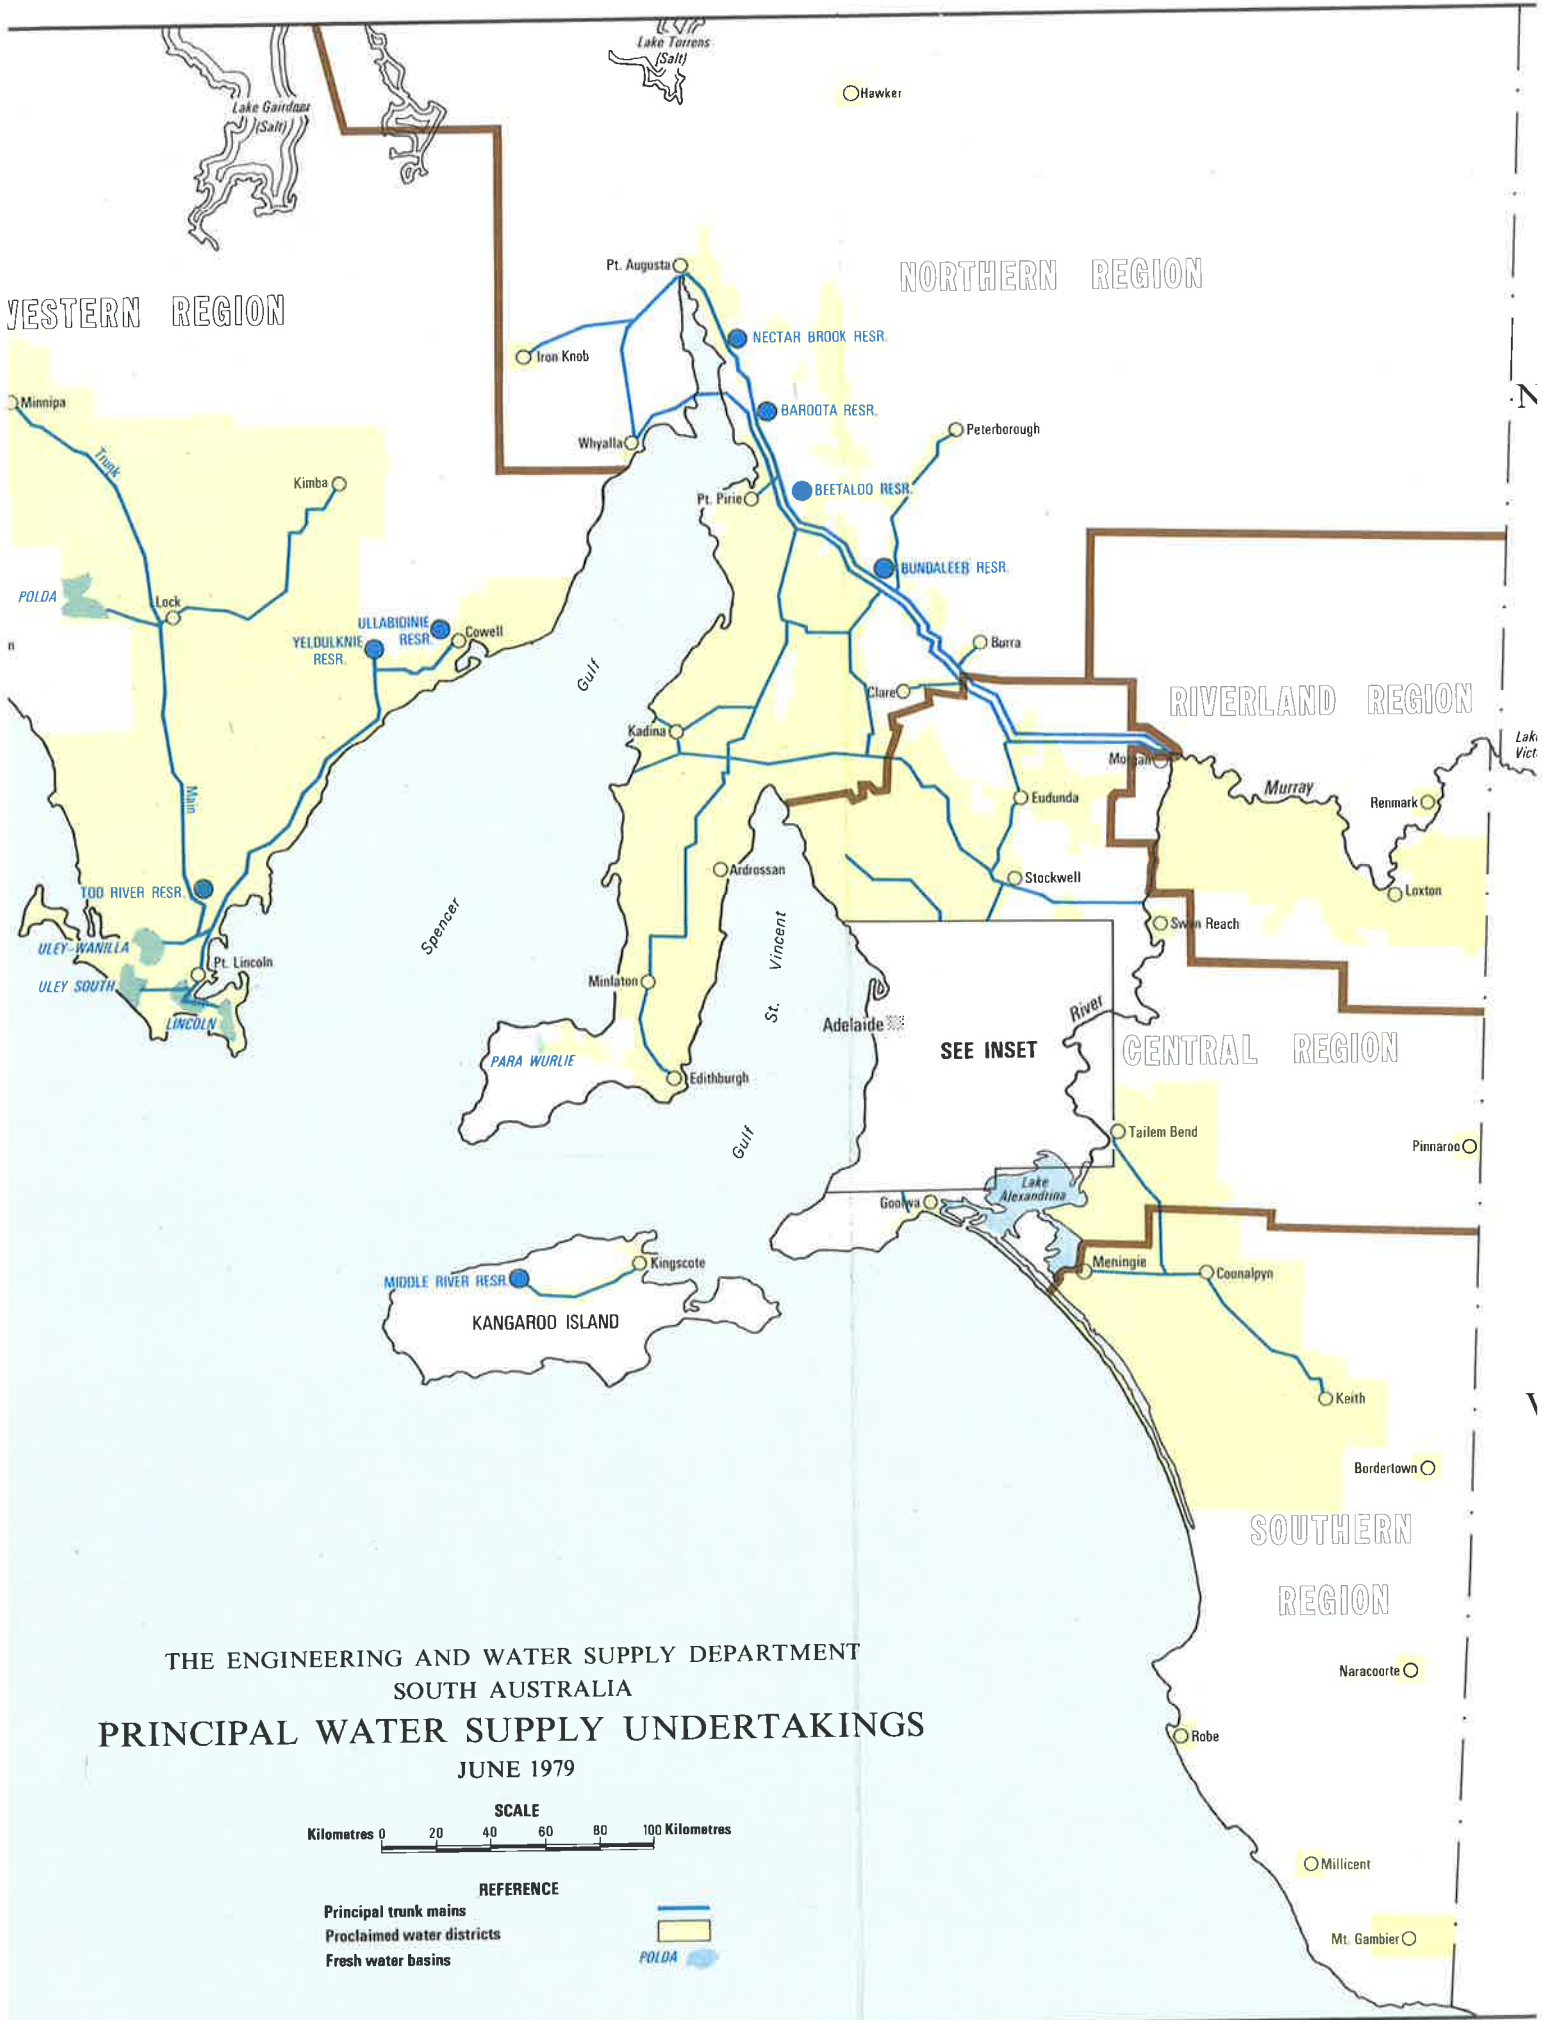 Lake Torrens
(Salt)
Hawker
Lake Gairdner
(Salt)
Pt. Augusta
NORTHERN REGION
WESTERN REGION
NECTAR BROOK RESR.
Iron Knob
Minnipa
BAROOTA RESR.
N
Peterborough
Whyalla
Trunk
Kimba
Pt. Pirie
BEETALOO RESR.
BUNDALEER RESR.
POLDA
Lock
ULLABIDINIE
RESR.
Cowell
YELDULKNIE
RESR.
n
Burra
Gulf
Clare
RIVERLAND REGION
Kadina
Lake
Vict
Morgan
Main
Murray
Renmark
Eudunda
Ardrossan
Stockwell
TOD RIVER RESR.
Loxton
Spencer
Swan Reach
ULEY-WANILLA
Pt. Lincoln
Vincent
ULEY SOUTH
Minlaton
St.
River
LINCOLN
Adelaide
SEE INSET
CENTRAL REGION
PARA WURLIE
Edithburgh
Gulf
Tailem Bend
Pinnaroo
Lake
Alexandrina
Goolwa
Kingscote
Meningie
Coonalpyn
MIDDLE RIVER RESR.
KANGAROO ISLAND
Keith
V
Bordertown
SOUTHERN
REGION
THE ENGINEERING AND WATER SUPPLY DEPARTMENT
SOUTH AUSTRALIA
Naracoorte
PRINCIPAL WATER SUPPLY UNDERTAKINGS
Robe
JUNE 1979
SCALE
Kilometres 0 20 40 60 80 100 Kilometres
Millicent
REFERENCE
Principal trunk mains
Proclaimed water districts
Mt. Gambier
Fresh water basins POLDA